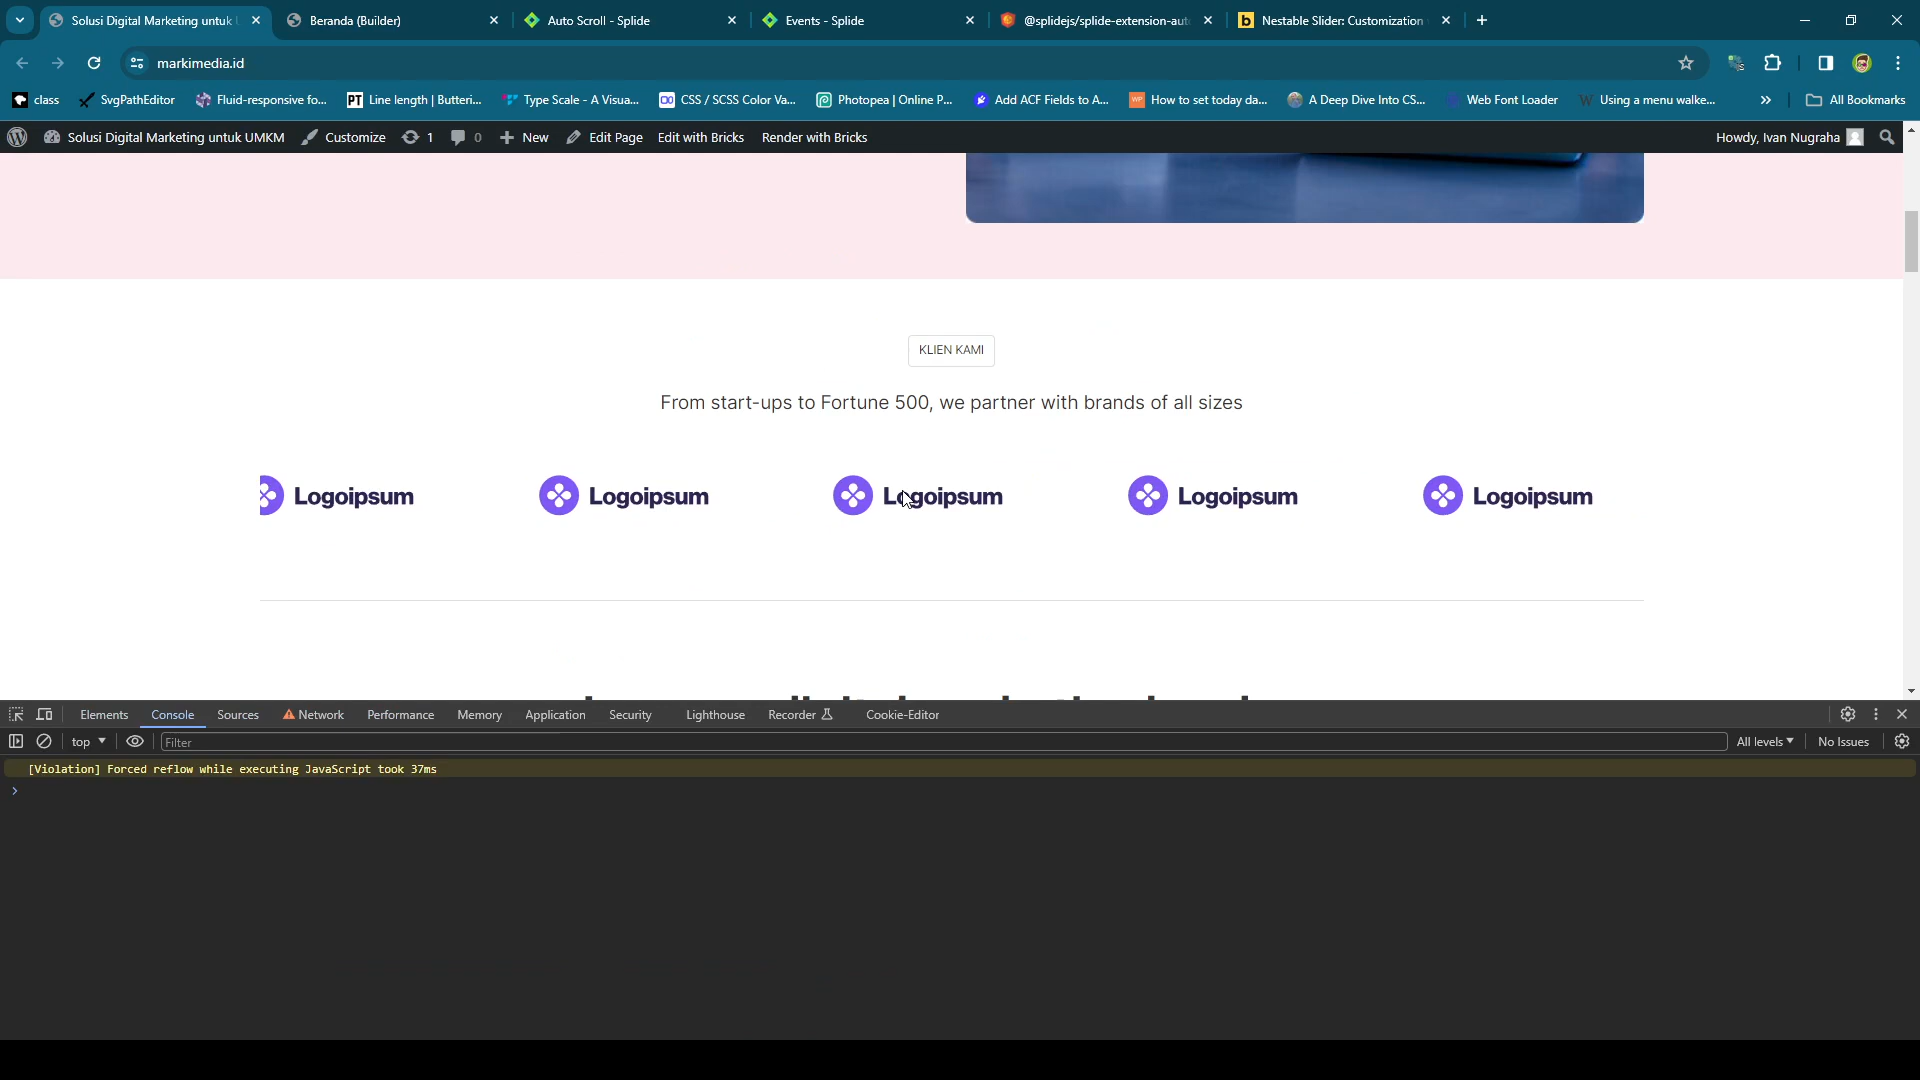 Solusi Digital Marketing untuk
Beranda (Builder)
Auto Scroll - Splide
Events - Splide
@splidejs/splide-extension-aut
Nestable Slider: Customization
markimedia.id
class
SvgPathEditor
Fluid-responsive fo...
PT Line length | Butteri...
Type Scale - A Visua...
CSS / SCSS Color Va...
Photopea | Online P...
Add ACF Fields to A...
WP How to set today da...
A Deep Dive Into CS...
Web Font Loader
Using a menu walke...
»
All Bookmarks
Solusi Digital Marketing untuk UMKM
Customize
1
0
New
Edit Page
Edit with Bricks
Render with Bricks
Howdy, Ivan Nugraha
KLIEN KAMI
From start-ups to Fortune 500, we partner with brands of all sizes
Logoipsum
Logoipsum
Logoipsum
Logoipsum
Logoipsum
Elements
Console
Sources
Network
Performance
Memory
Application
Security
Lighthouse
Recorder
Cookie-Editor
top
Filter
All levels
No Issues
[Violation] Forced reflow while executing JavaScript took 37ms